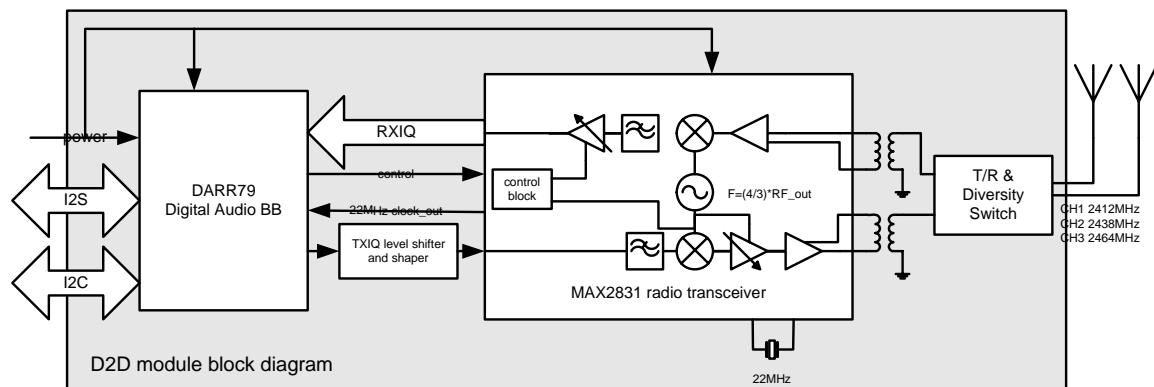 power
I2S
I2C
DARR79
Digital Audio BB
RXIQ
control
22MHz clock_out
TXIQ level shifter
and shaper
control
block
F=(4/3)*RF_out
MAX2831 radio transceiver
22MHz
T/R &
Diversity
Switch
CH1 2412MHz
CH2 2438MHz
CH3 2464MHz
D2D module block diagram